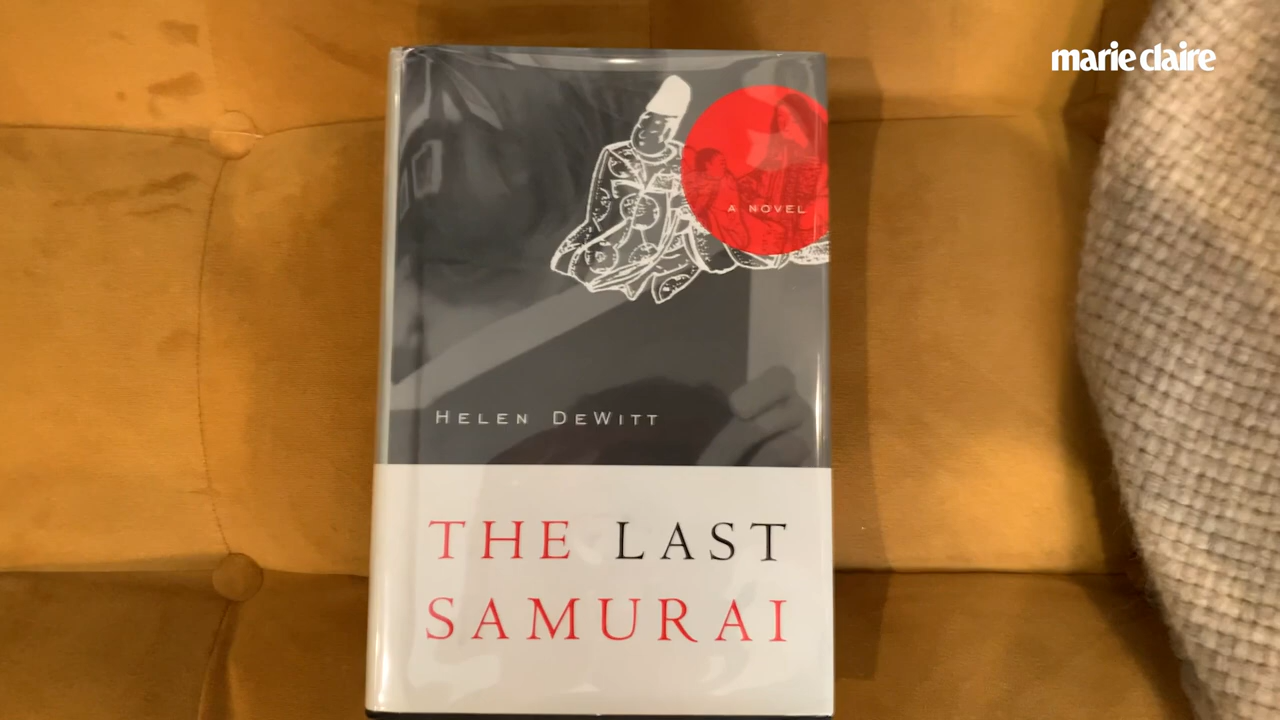 marie claire
A NOVEL
HELEN DEWITT
THE LAST
SAMURAI